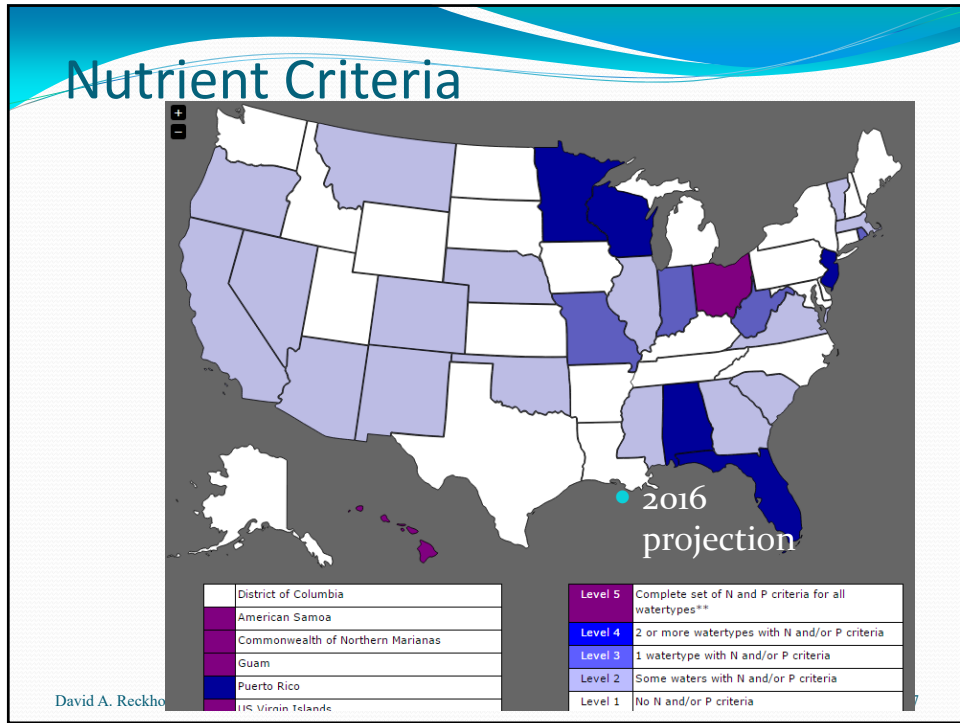 Nutrient Criteria
+
−
2016
projection
District of Columbia
American Samoa
Commonwealth of Northern Marianas
Guam
Puerto Rico
US Virgin Islands
Level 5 Complete set of N and P criteria for all
watertypes**
Level 4 2 or more watertypes with N and/or P criteria
Level 3 1 watertype with N and/or P criteria
Level 2 Some waters with N and/or P criteria
Level 1 No N and/or P criteria
David A. Reckho
7